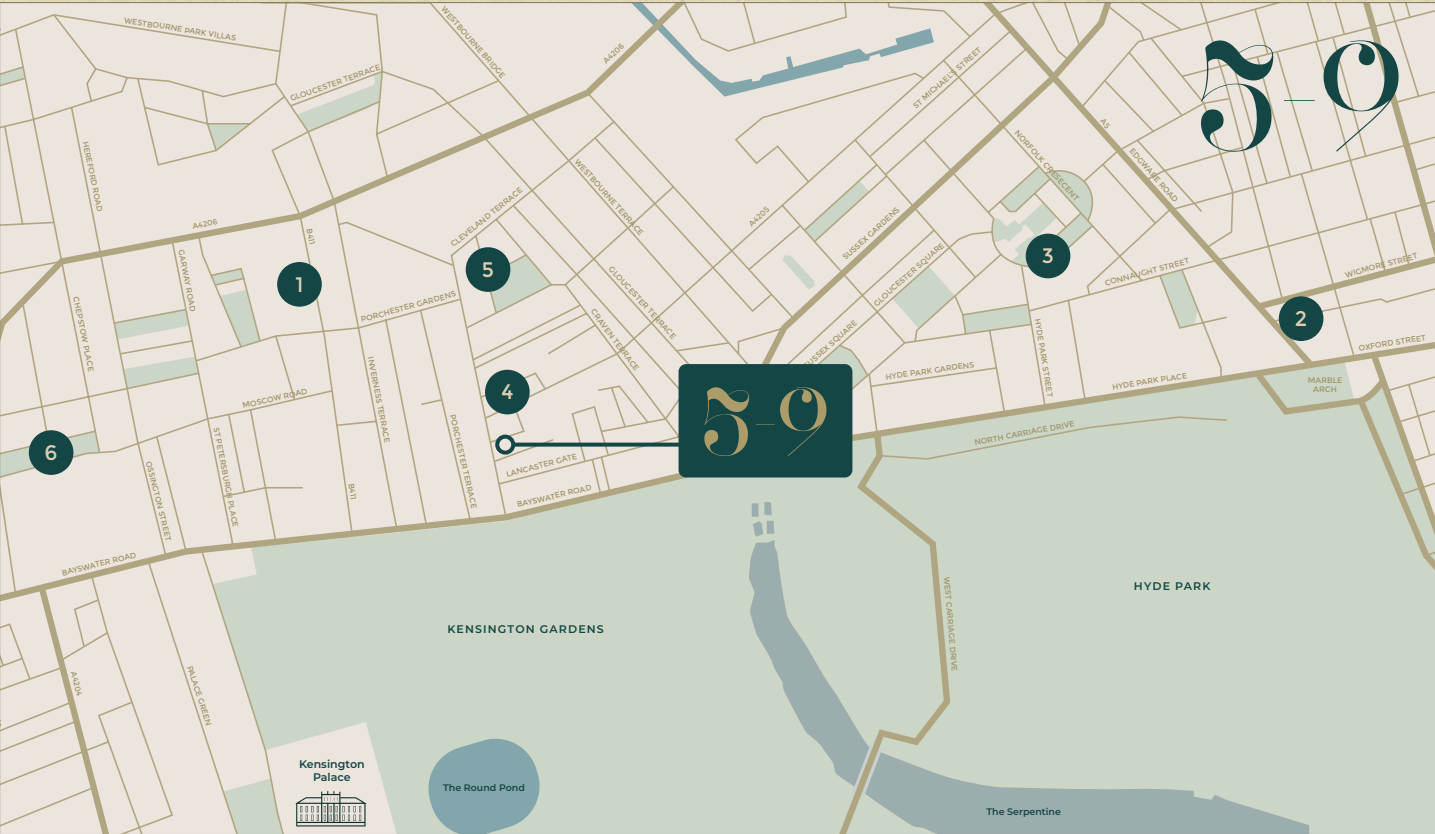 WESTBOURNE PARK VILLAS
WESTBOURNE BRIDGE
A4206
5–9
GLOUCESTER TERRACE
ST MICHAELS STREET
A5
EDGWARE ROAD
NORFOLK CRESECENT
HEREFORD ROAD
WESTBOURNE TERRACE
A4206
B411
CLEVELAND TERRACE
A4205
SUSSEX GARDENS
GLOUCESTER SQUARE
CONNAUGHT STREET
WIGMORE STREET
GARWAY ROAD
1
5
3
2
CHEPSTOW PLACE
PORCHESTER GARDENS
GLOUCESTER TERRACE
CRAVEN TERRACE
USSEX SQUARE
HYDE PARK STREET
OXFORD STREET
HYDE PARK GARDENS
HYDE PARK PLACE
MARBLE
ARCH
INVERNESS TERRACE
MOSCOW ROAD
4
5–9
6
ST PETERSBURGH PLACE
PORCHESTER TERRACE
NORTH CARRIAGE DRIVE
OSSINGTON STREET
B411
LANCASTER GATE
BAYSWATER ROAD
BAYSWATER ROAD
HYDE PARK
WEST CARRIAGE DRIVE
KENSINGTON GARDENS
A4204
PALACE GREEN
Kensington
Palace
The Round Pond
The Serpentine